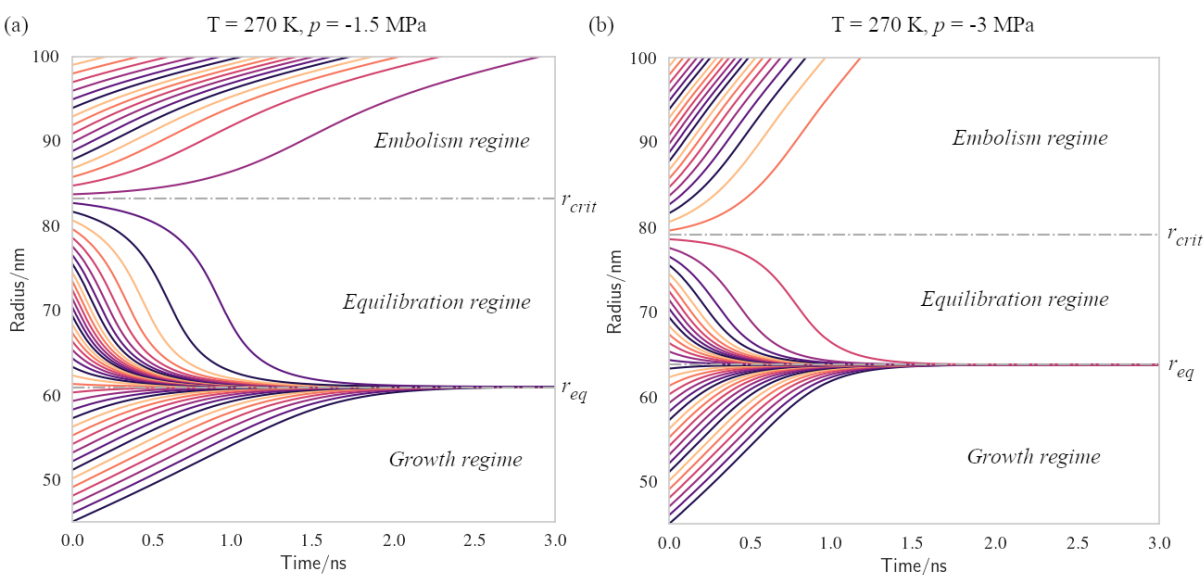 (a)
T = 270 K, p = -1.5 MPa
100
90
80
70
60
50
Radius/nm
0.0 0.5 1.0 1.5 2.0 2.5 3.0
Time/ns
Embolism regime
r_crit
Equilibration regime
r_eq
Growth regime
(b)
T = 270 K, p = -3 MPa
100
90
80
70
60
50
Radius/nm
0.0 0.5 1.0 1.5 2.0 2.5 3.0
Time/ns
Embolism regime
r_crit
Equilibration regime
r_eq
Growth regime